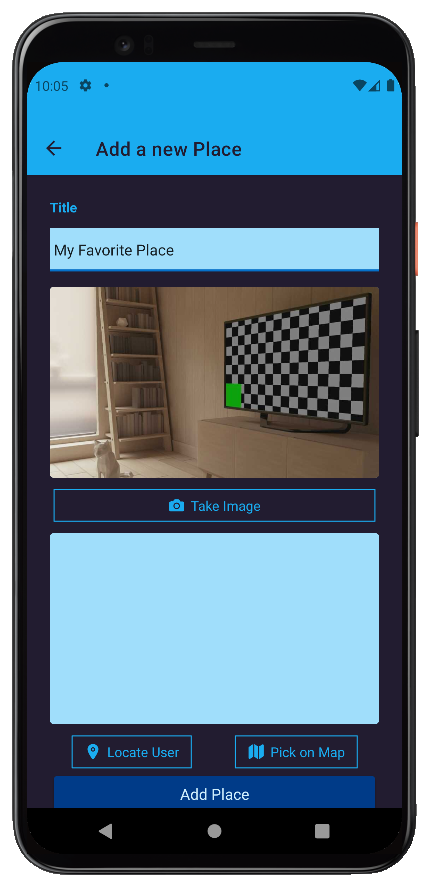 10:05
Add a new Place
Title
My Favorite Place
Take Image
Locate User
Pick on Map
Add Place